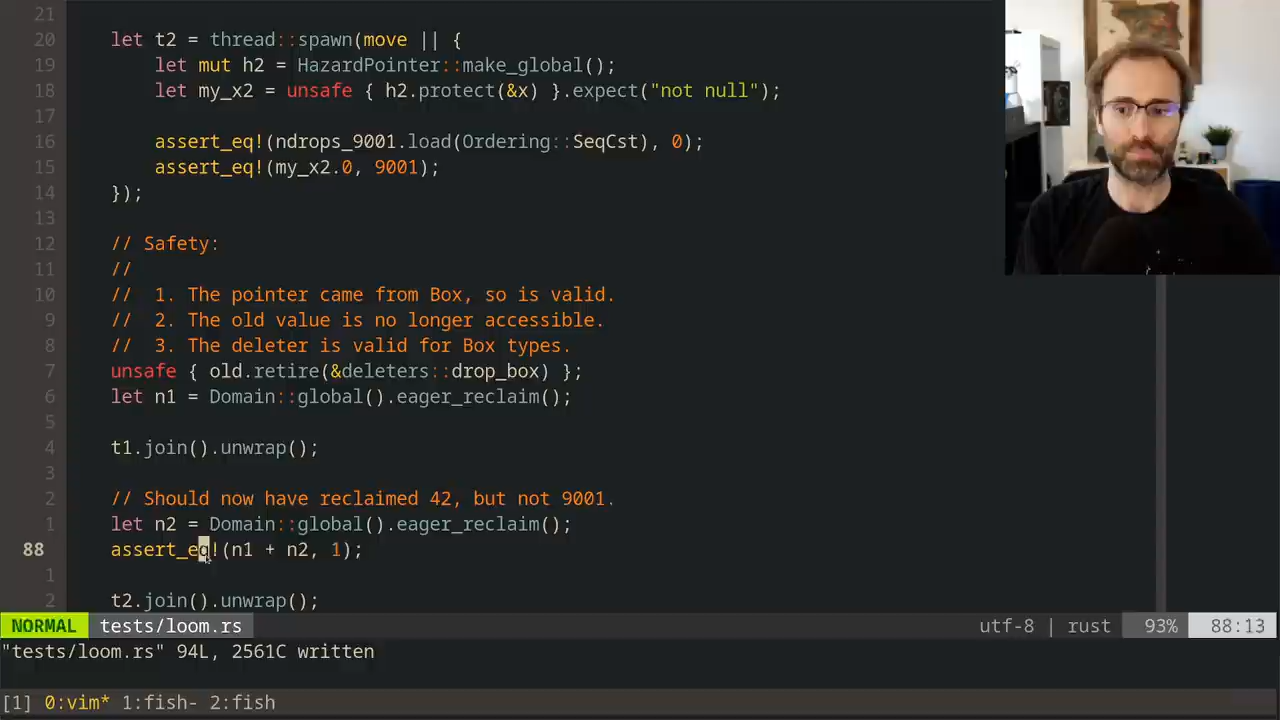 21
20 let t2 = thread::spawn(move || {
19 let mut h2 = HazardPointer::make_global();
18 let my_x2 = unsafe { h2.protect(&x) }.expect("not null");
17
16 assert_eq!(ndrops_9001.load(Ordering::SeqCst), 0);
15 assert_eq!(my_x2.0, 9001);
14 });
13
12 // Safety:
11 //
10 //  1. The pointer came from Box, so is valid.
9 //  2. The old value is no longer accessible.
8 //  3. The deleter is valid for Box types.
7 unsafe { old.retire(&deleters::drop_box) };
6 let n1 = Domain::global().eager_reclaim();
5
4 t1.join().unwrap();
3
2 // Should now have reclaimed 42, but not 9001.
1 let n2 = Domain::global().eager_reclaim();
88 assert_eq!(n1 + n2, 1);
1
2 t2.join().unwrap();
NORMAL tests/loom.rs utf-8 | rust 93% 88:13
"tests/loom.rs" 94L, 2561C written
[1] 0:vim* 1:fish- 2:fish